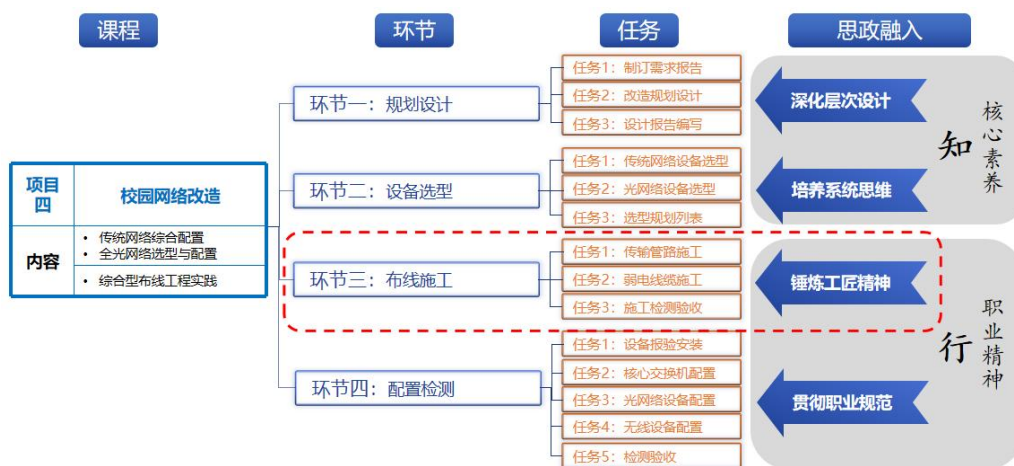 课程
环节
任务
思政融入
项目四
校园网络改造
内容
• 传统网络综合配置
• 全光网络选型与配置
• 综合型布线工程实践
环节一：规划设计
任务1：制订需求报告
任务2：改造规划设计
任务3：设计报告编写
深化层次设计
环节二：设备选型
任务1：传统网络设备选型
任务2：光网络设备选型
任务3：选型规划列表
培养系统思维
知
核心素养
环节三：布线施工
任务1：传输管路施工
任务2：弱电线缆施工
任务3：施工检测验收
锤炼工匠精神
环节四：配置检测
任务1：设备报验安装
任务2：核心交换机配置
任务3：光网络设备配置
任务4：无线设备配置
任务5：检测验收
贯彻职业规范
行
职业精神